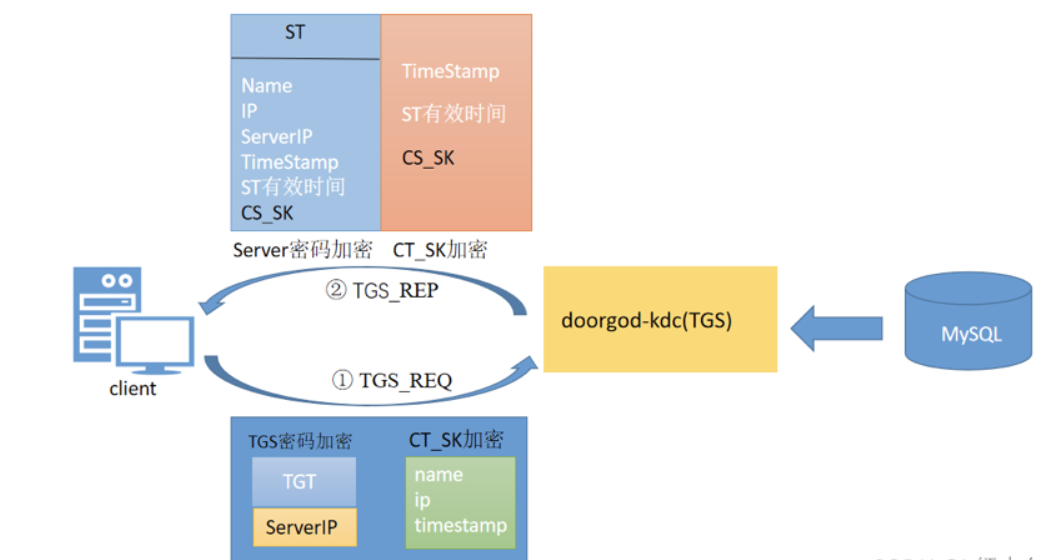 ST
Name
IP
ServerIP
TimeStamp
ST有效时间
CS_SK
TimeStamp
ST有效时间
CS_SK
Server密码加密
CT_SK加密
② TGS_REP
doorgod-kdc(TGS)
MySQL
client
① TGS_REQ
TGS密码加密
TGT
ServerIP
CT_SK加密
name
ip
timestamp